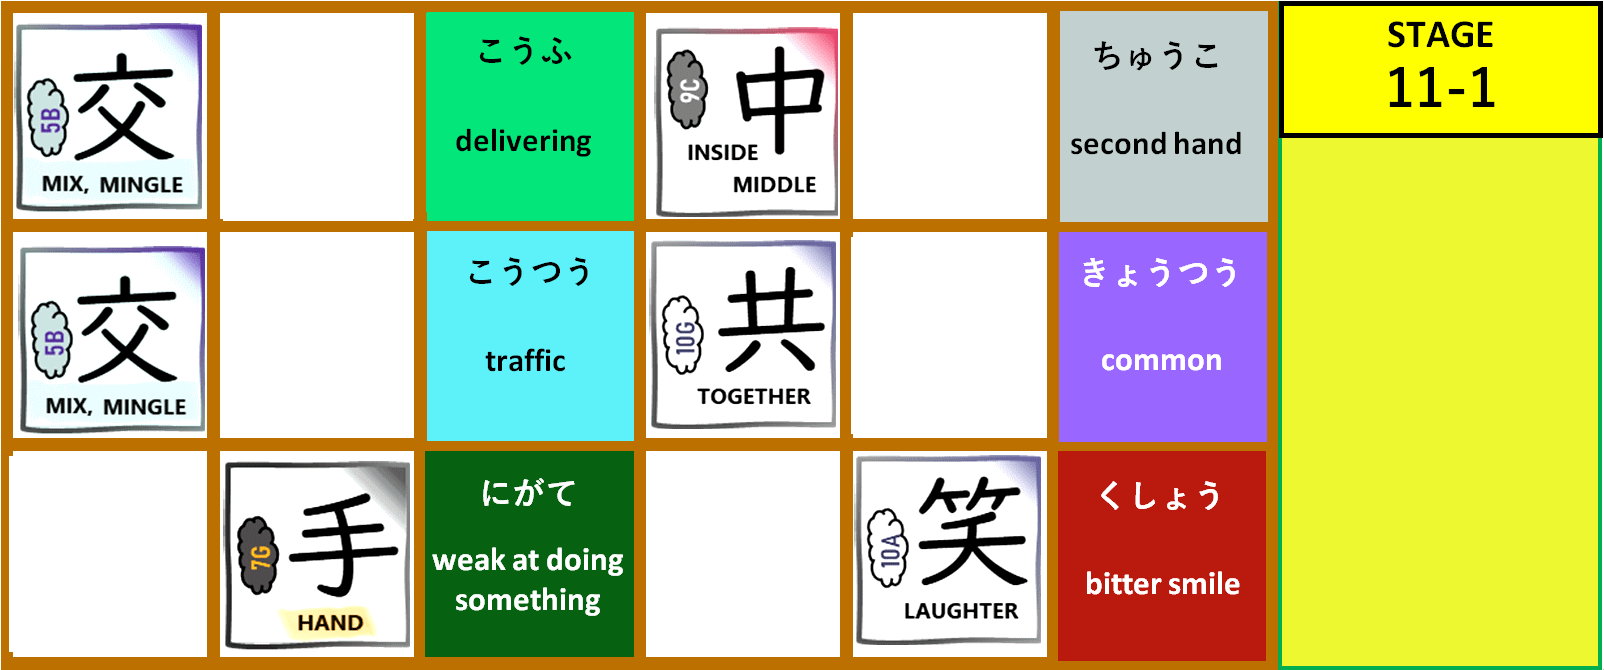 交
5B
MIX, MINGLE
こうふ
delivering
中
9C
INSIDE
MIDDLE
ちゅうこ
second hand
STAGE
11-1
交
5B
MIX, MINGLE
こうつう
traffic
共
10G
TOGETHER
きょうつう
common
手
7G
HAND
にがて
weak at doing
something
笑
10A
LAUGHTER
くしょう
bitter smile